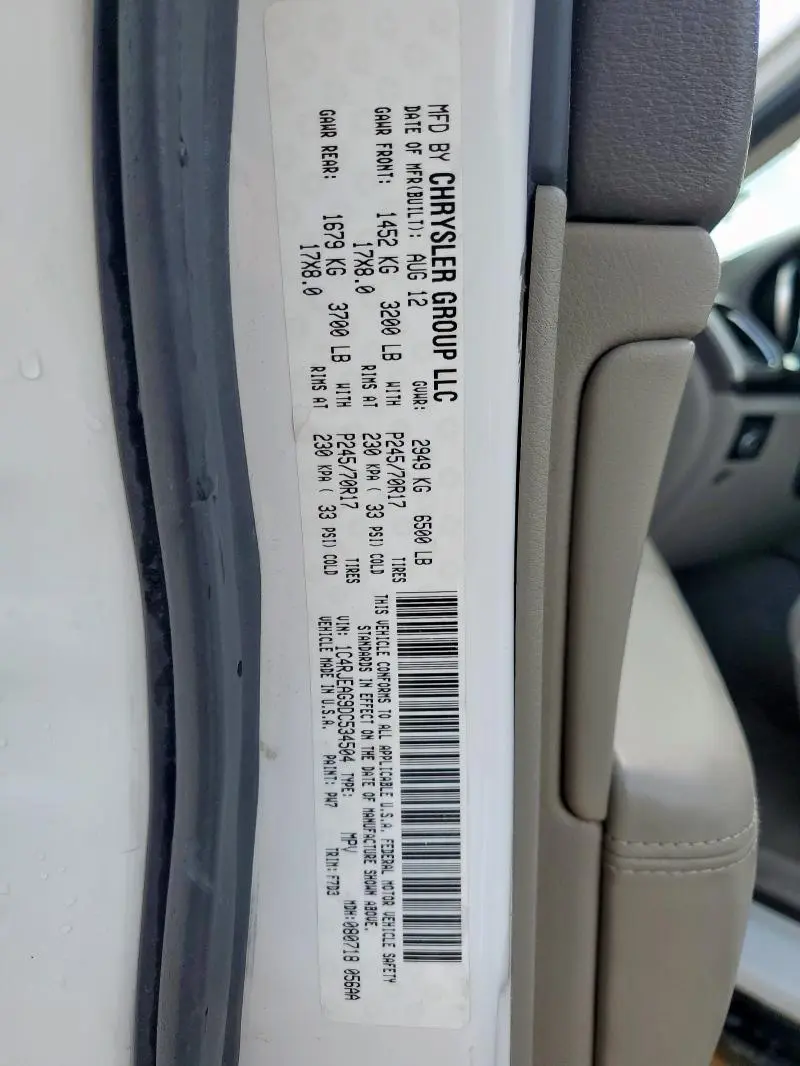 MFD BY CHRYSLER GROUP LLC
DATE OF MFR(BUILT): AUG 12 GVWR: 2949 KG 6500 LB
GAWR FRONT: 1452 KG 3200 LB WITH P245/70R17 TIRES
17X8.0 RIMS AT 230 KPA ( 33 PSI) COLD
GAWR REAR: 1679 KG 3700 LB WITH P245/70R17 TIRES
17X8.0 RIMS AT 230 KPA ( 33 PSI) COLD
THIS VEHICLE CONFORMS TO ALL APPLICABLE U.S.A. FEDERAL MOTOR VEHICLE SAFETY
STANDARDS IN EFFECT ON THE DATE OF MANUFACTURE SHOWN ABOVE.
VIN: 1C4RJEAG9DC534504 TYPE: MPV MDH:080718 056AA
VEHICLE MADE IN U.S.A. PAINT: PW7 TRIM:F7D3